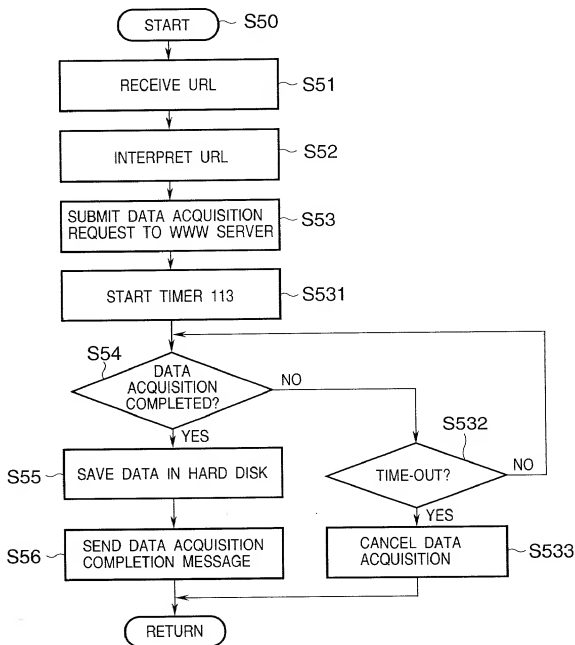 START
S50
RECEIVE URL
S51
INTERPRET URL
S52
SUBMIT DATA ACQUISITION
REQUEST TO WWW SERVER
S53
START TIMER 113
S531
S54
DATA
ACQUISITION
COMPLETED?
NO
YES
S532
TIME-OUT?
NO
YES
S55
SAVE DATA IN HARD DISK
S56
SEND DATA ACQUISITION
COMPLETION MESSAGE
CANCEL DATA
ACQUISITION
S533
RETURN